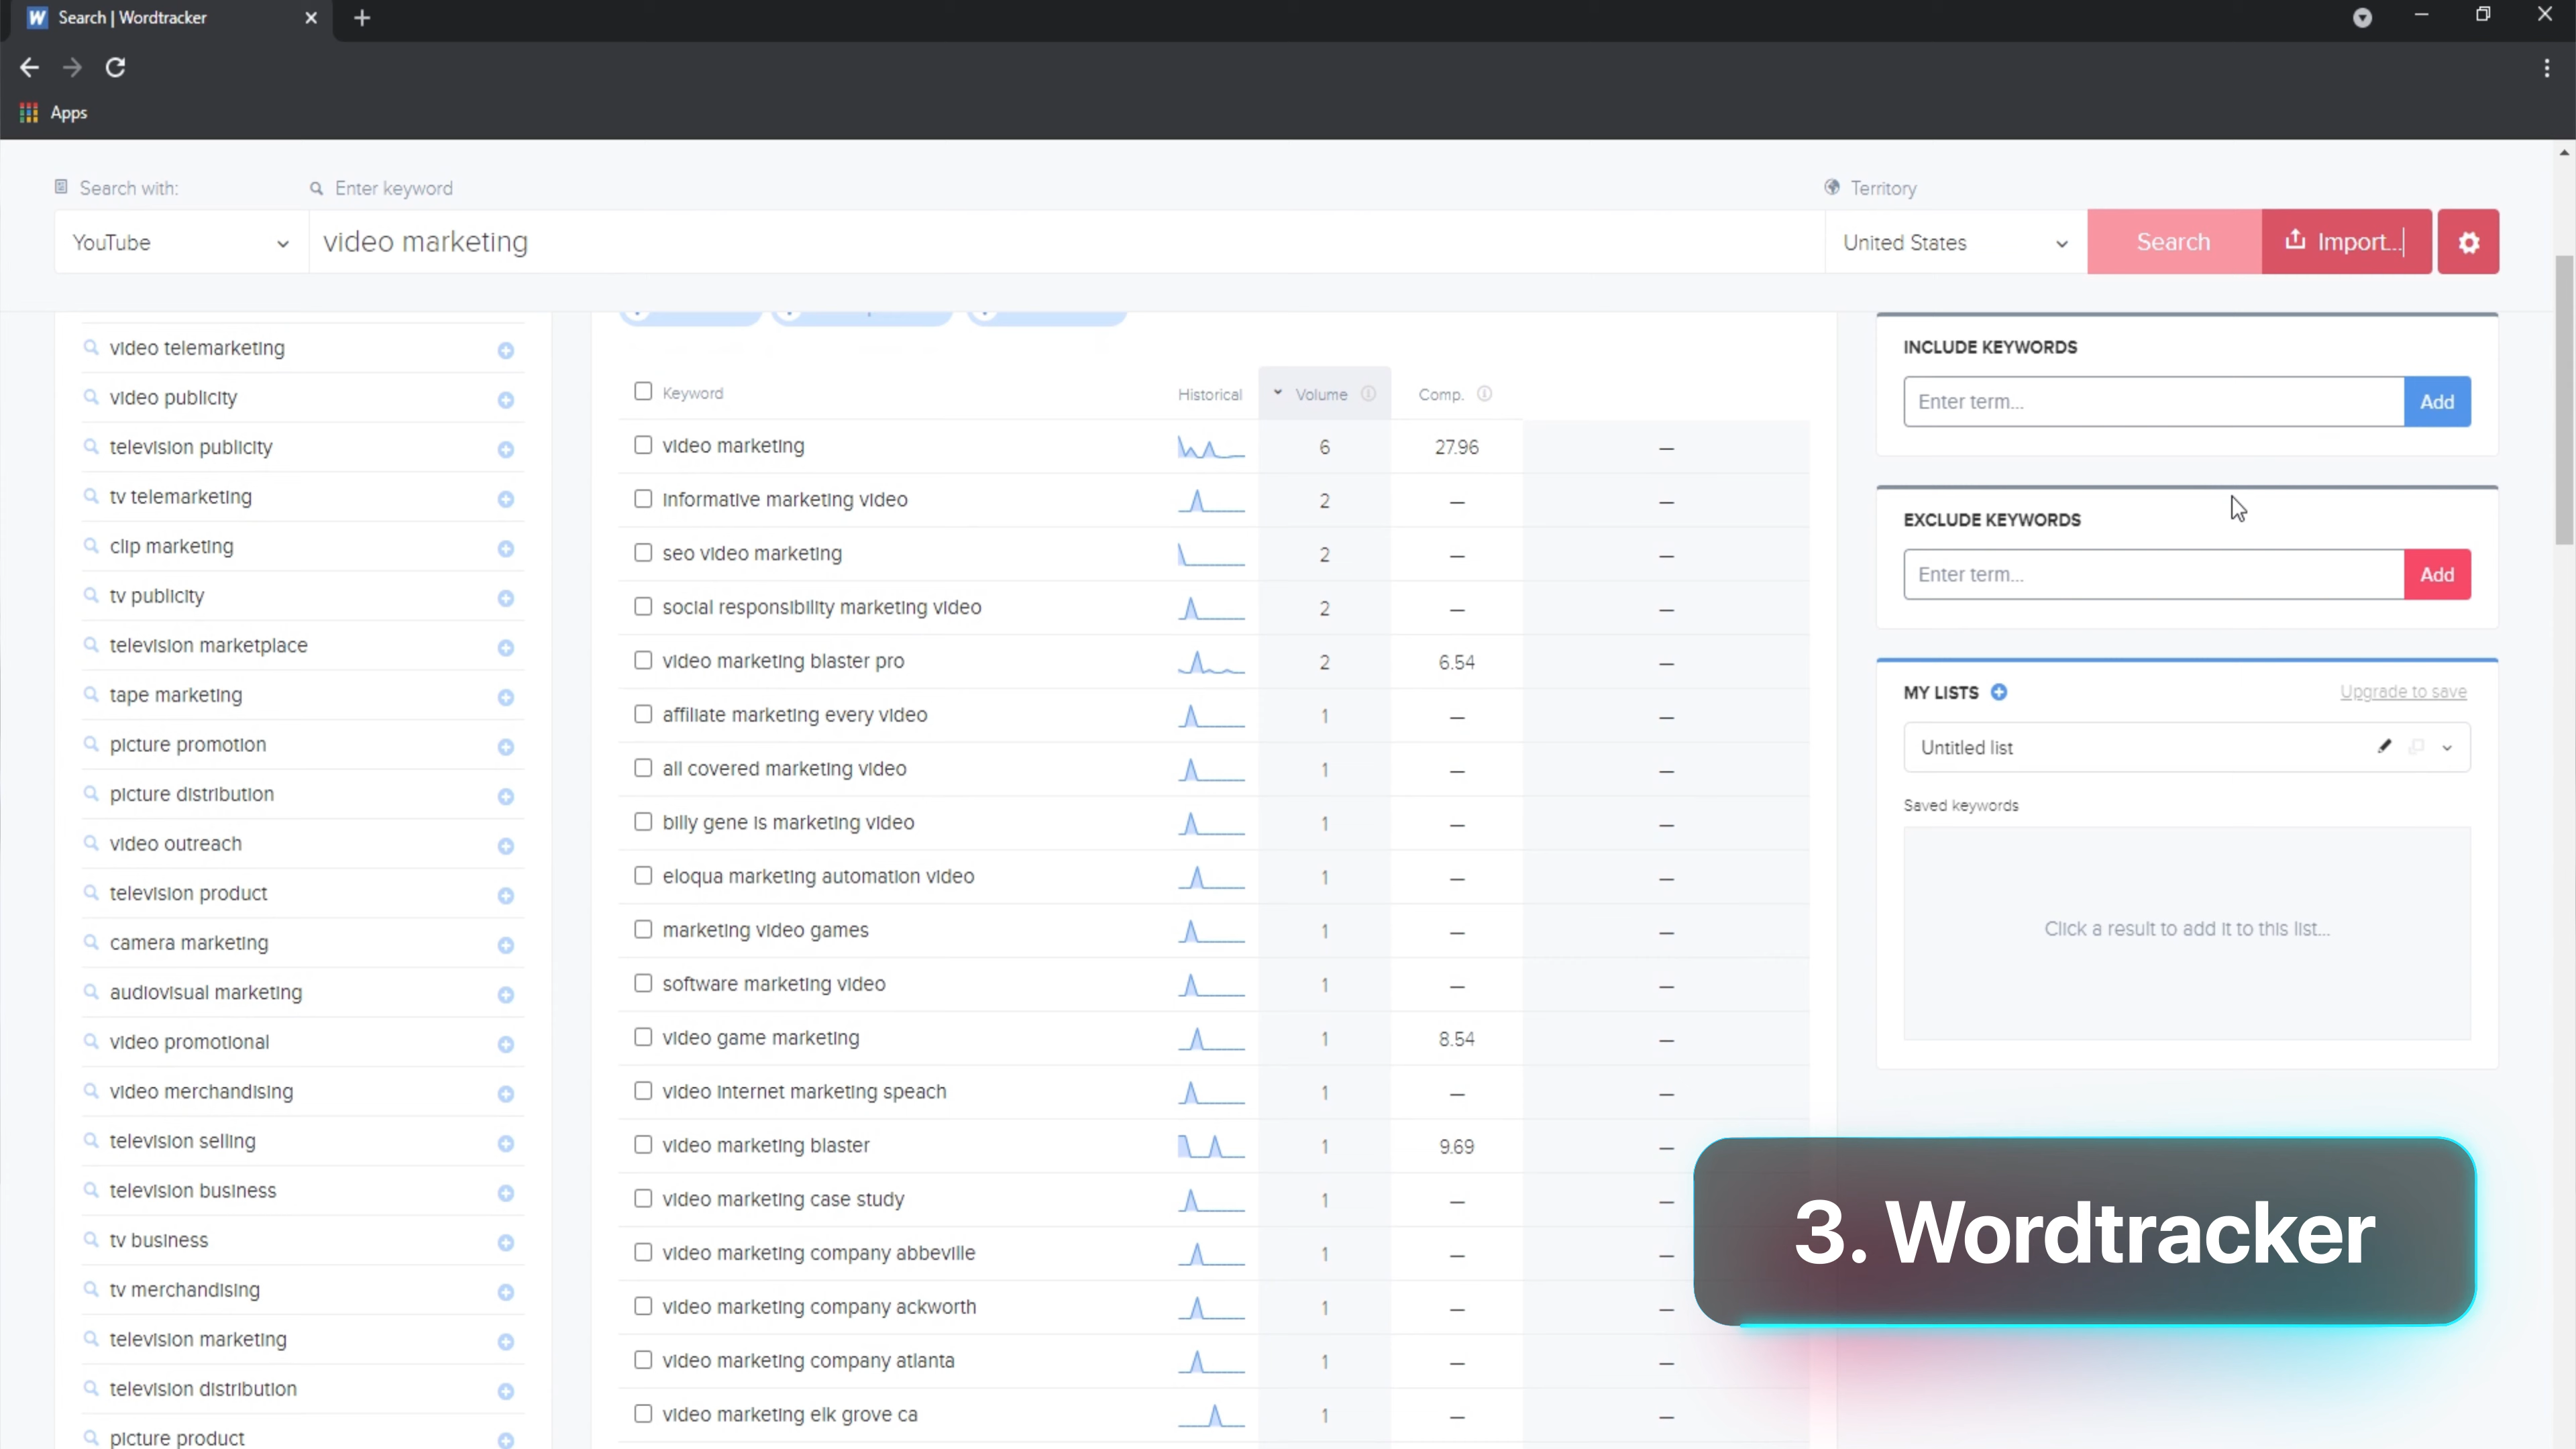 Search | Wordtracker
Apps
Search with:
Enter keyword
Territory
YouTube
video marketing
United States
Search
Import...
video telemarketing
video publicity
television publicity
tv telemarketing
clip marketing
tv publicity
television marketplace
tape marketing
picture promotion
picture distribution
video outreach
television product
camera marketing
audiovisual marketing
video promotional
video merchandising
television selling
television business
tv business
tv merchandising
television marketing
television distribution
picture product
Keyword Historical Volume Comp.
video marketing 6 27.96 —
informative marketing video 2 — —
seo video marketing 2 — —
social responsibility marketing video 2 — —
video marketing blaster pro 2 6.54 —
affiliate marketing every video 1 — —
all covered marketing video 1 — —
billy gene is marketing video 1 — —
eloqua marketing automation video 1 — —
marketing video games 1 — —
software marketing video 1 — —
video game marketing 1 8.54 —
video internet marketing speach 1 — —
video marketing blaster 1 9.69 —
video marketing case study 1 — —
video marketing company abbeville 1 — —
video marketing company ackworth 1 — —
video marketing company atlanta 1 — —
video marketing elk grove ca 1 — —
INCLUDE KEYWORDS
Enter term...
Add
EXCLUDE KEYWORDS
Enter term...
Add
MY LISTS
Upgrade to save
Untitled list
Saved keywords
Click a result to add it to this list...
3. Wordtracker